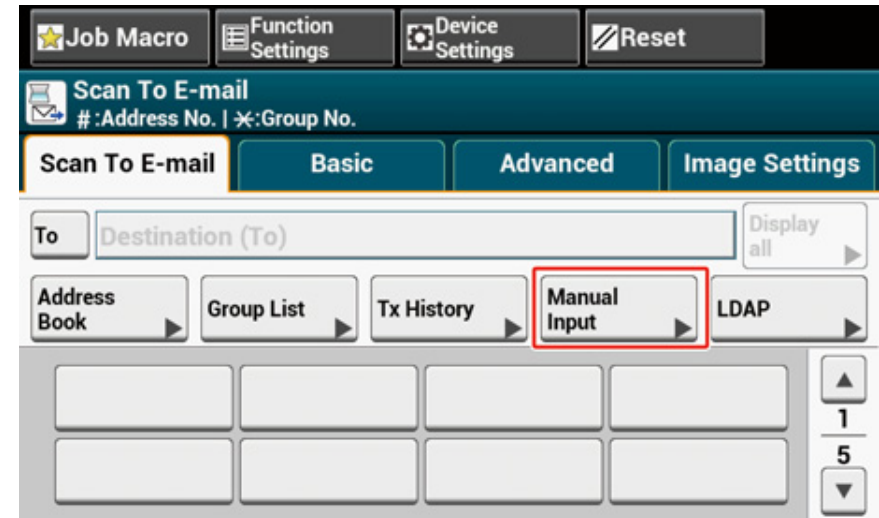 Job Macro
Function
Settings
Device
Settings
Reset
Scan To E-mail
#:Address No. | ⚹:Group No.
Scan To E-mail
Basic
Advanced
Image Settings
To
Destination (To)
Display
all
Address
Book
Group List
Tx History
Manual
Input
LDAP
1
5